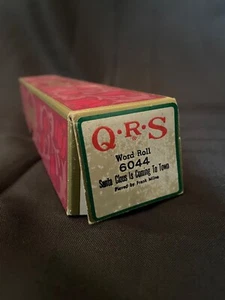 Q·R·S
Word Roll
6044
Santa Claus Is Coming To Town
Played by Frank Milne